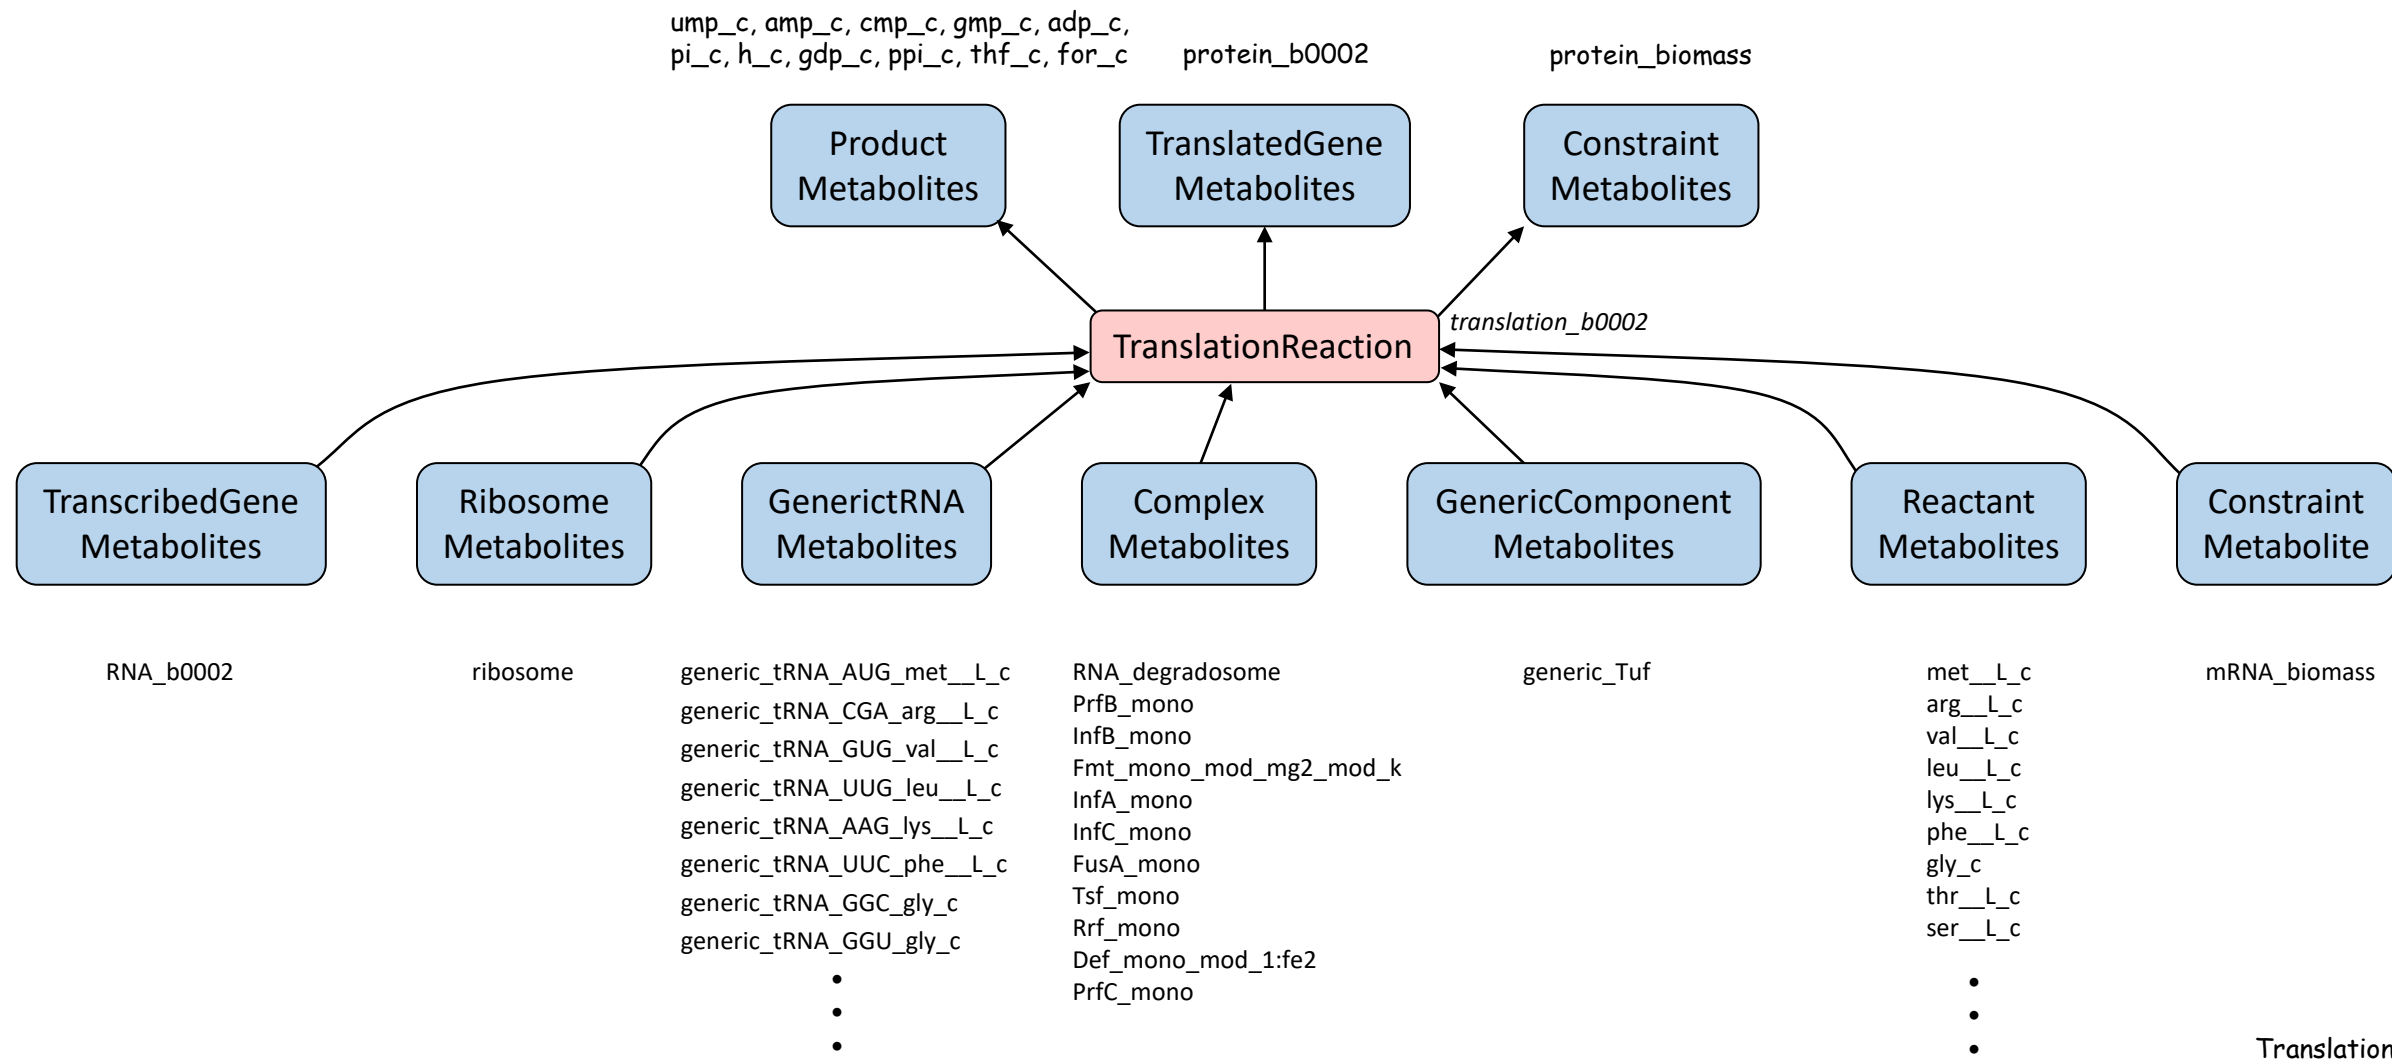 ump_c, amp_c, cmp_c, gmp_c, adp_c,
pi_c, h_c, gdp_c, ppi_c, thf_c, for_c
protein_b0002
protein_biomass
Product
Metabolites
TranslatedGene
Metabolites
Constraint
Metabolites
translation_b0002
TranslationReaction
TranscribedGene
Metabolites
Ribosome
Metabolites
GenerictRNA
Metabolites
Complex
Metabolites
GenericComponent
Metabolites
Reactant
Metabolites
Constraint
Metabolite
RNA_b0002
ribosome
generic_tRNA_AUG_met__L_c
generic_tRNA_CGA_arg__L_c
generic_tRNA_GUG_val__L_c
generic_tRNA_UUG_leu__L_c
generic_tRNA_AAG_lys__L_c
generic_tRNA_UUC_phe__L_c
generic_tRNA_GGC_gly_c
generic_tRNA_GGU_gly_c
RNA_degradosome
PrfB_mono
InfB_mono
Fmt_mono_mod_mg2_mod_k
InfA_mono
InfC_mono
FusA_mono
Tsf_mono
Rrf_mono
Def_mono_mod_1:fe2
PrfC_mono
generic_Tuf
met__L_c
arg__L_c
val__L_c
leu__L_c
lys__L_c
phe__L_c
gly_c
thr__L_c
ser__L_c
mRNA_biomass
Translation